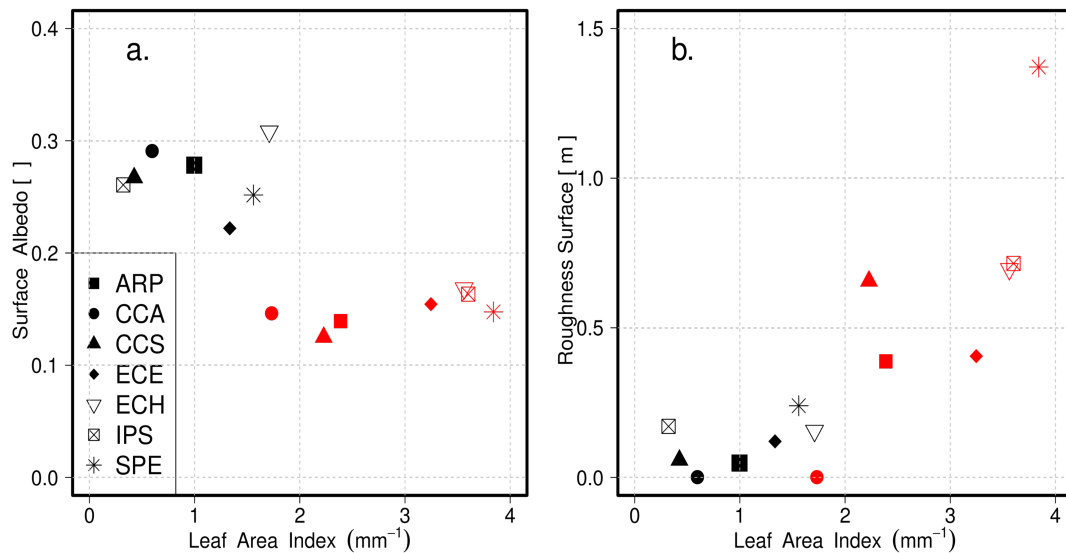 a.
0.4
0.3
0.2
0.1
0.0
Surface Albedo [ ]
ARP
CCA
CCS
ECE
ECH
IPS
SPE
0 1 2 3 4
Leaf Area Index (mm⁻¹)
b.
1.5
1.0
0.5
0.0
Roughness Surface [ m ]
0 1 2 3 4
Leaf Area Index (mm⁻¹)